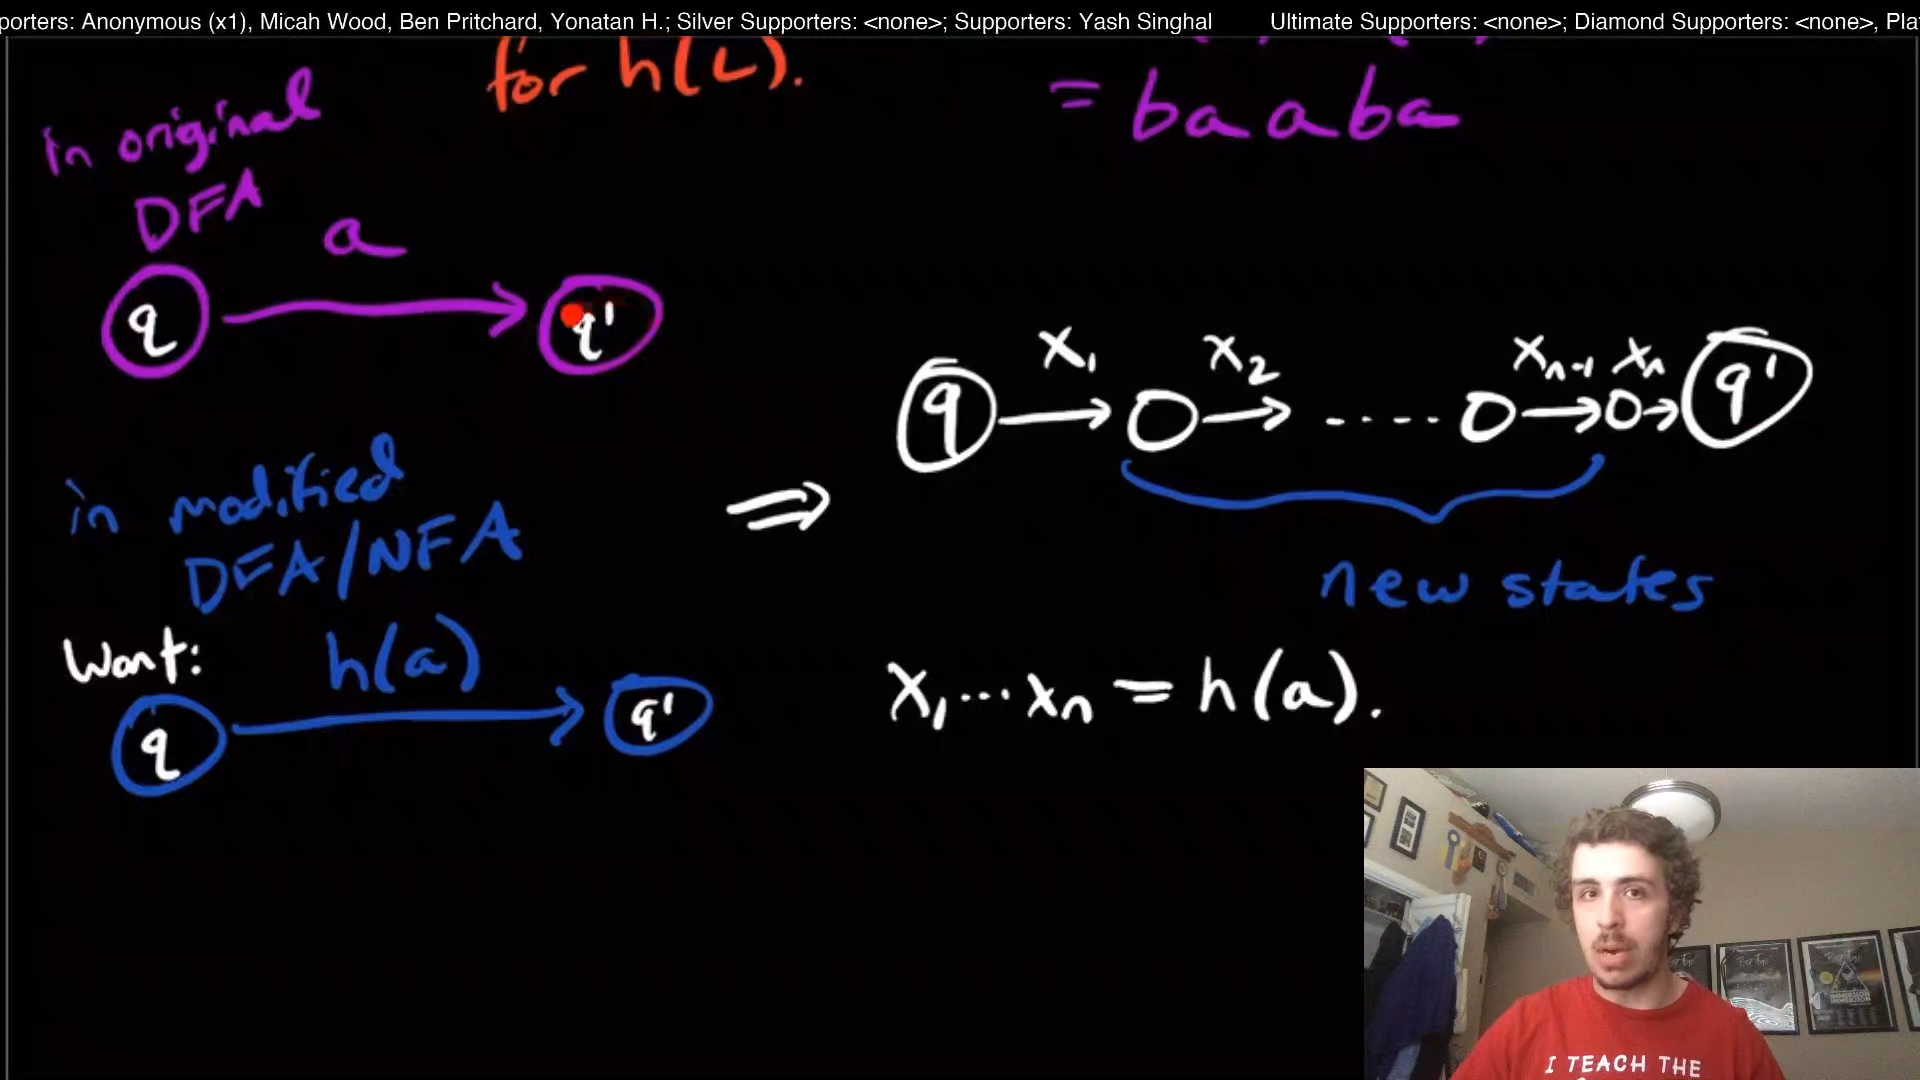 porters: Anonymous (x1), Micah Wood, Ben Pritchard, Yonatan H.; Silver Supporters: <none>; Supporters: Yash Singhal Ultimate Supporters: <none>; Diamond Supporters: <none>, Pla
for h(L).
= baaba
in original
DFA
a
q
q'
x₁ x₂ xₙ₋₁ xₙ
q ..... q'
in modified
DFA/NFA
⇒
new states
Want: h(a)
q q'
x₁...xₙ = h(a).
I TEACH THE